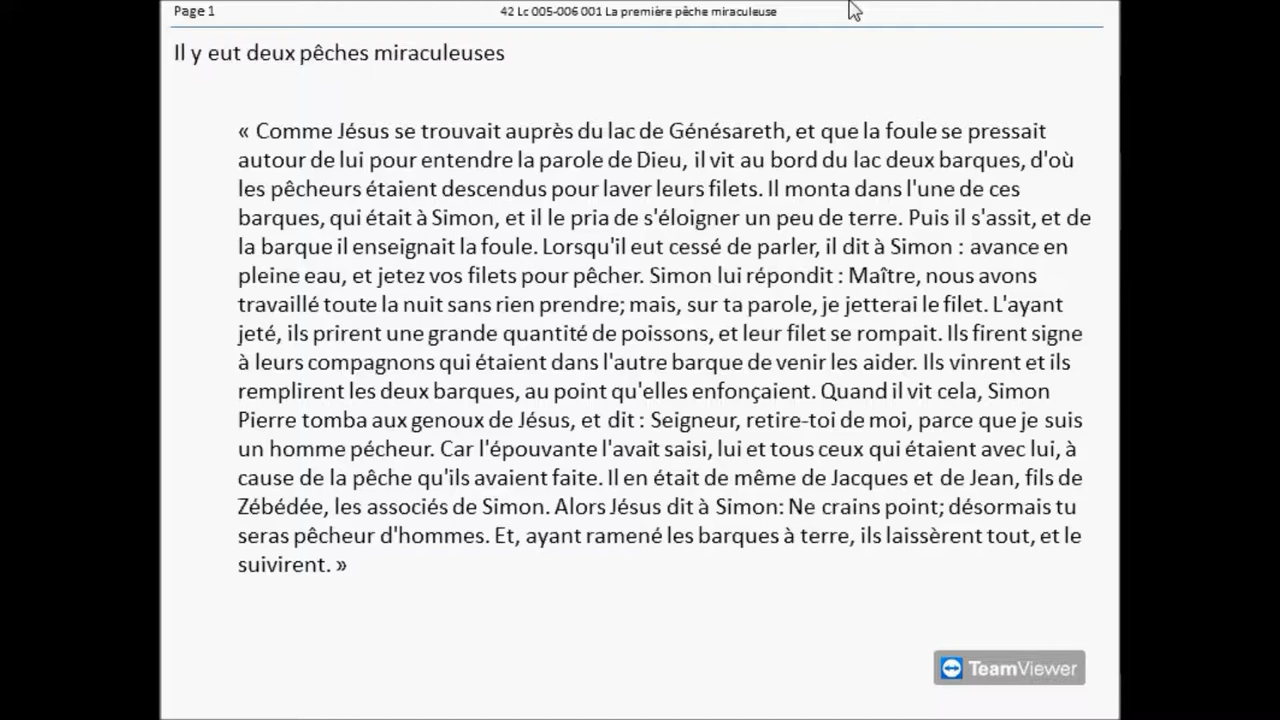 Page 1
42 Lc 005-006 001 La première pêche miraculeuse
Il y eut deux pêches miraculeuses
« Comme Jésus se trouvait auprès du lac de Génésareth, et que la foule se pressait
autour de lui pour entendre la parole de Dieu, il vit au bord du lac deux barques, d'où
les pêcheurs étaient descendus pour laver leurs filets. Il monta dans l'une de ces
barques, qui était à Simon, et il le pria de s'éloigner un peu de terre. Puis il s'assit, et de
la barque il enseignait la foule. Lorsqu'il eut cessé de parler, il dit à Simon : avance en
pleine eau, et jetez vos filets pour pêcher. Simon lui répondit : Maître, nous avons
travaillé toute la nuit sans rien prendre; mais, sur ta parole, je jetterai le filet. L'ayant
jeté, ils prirent une grande quantité de poissons, et leur filet se rompait. Ils firent signe
à leurs compagnons qui étaient dans l'autre barque de venir les aider. Ils vinrent et ils
remplirent les deux barques, au point qu'elles enfonçaient. Quand il vit cela, Simon
Pierre tomba aux genoux de Jésus, et dit : Seigneur, retire-toi de moi, parce que je suis
un homme pécheur. Car l'épouvante l'avait saisi, lui et tous ceux qui étaient avec lui, à
cause de la pêche qu'ils avaient faite. Il en était de même de Jacques et de Jean, fils de
Zébédée, les associés de Simon. Alors Jésus dit à Simon: Ne crains point; désormais tu
seras pêcheur d'hommes. Et, ayant ramené les barques à terre, ils laissèrent tout, et le
suivirent. »
TeamViewer